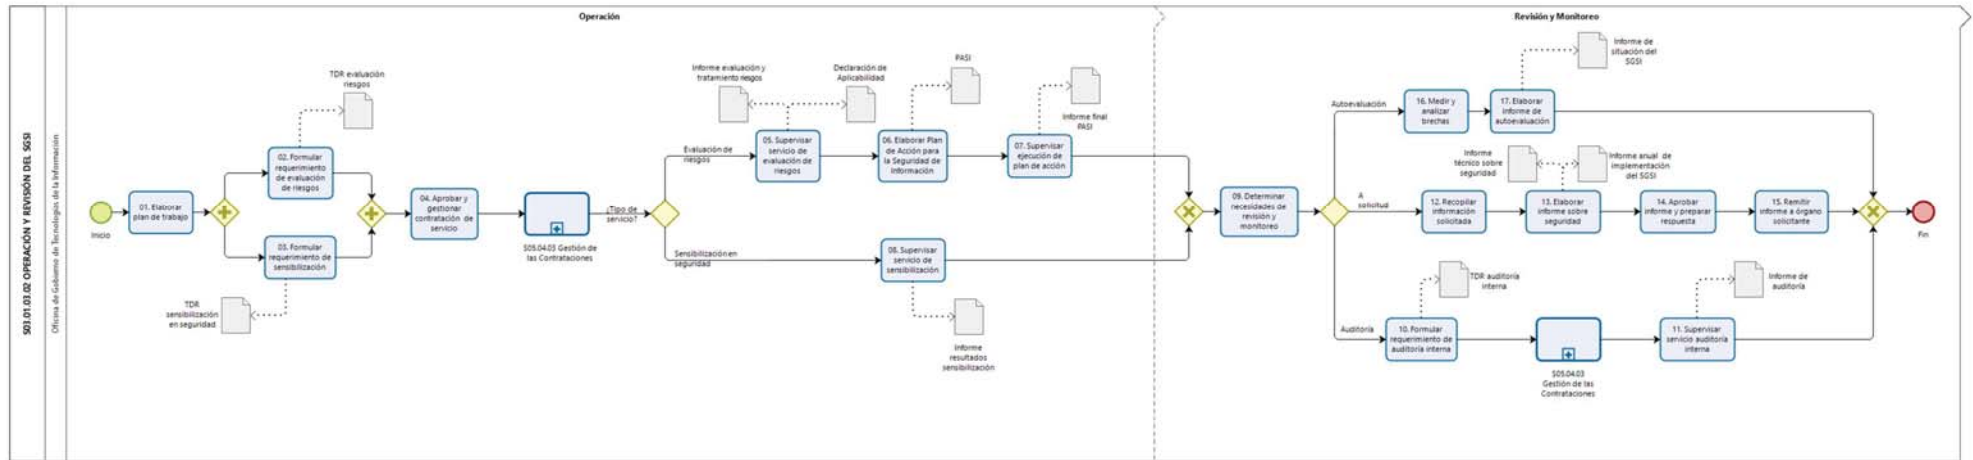 S03.01.03.02 OPERACIÓN Y REVISIÓN DEL SGSI
Oficina de Gobierno de Tecnologías de la Información
Operación
Revisión y Monitoreo
Inicio
01. Elaborar
plan de trabajo
TDR evaluación
riesgos
02. Formular
requerimiento
de evaluación
de riesgos
03. Formular
requerimiento
de sensibilización
TDR
sensibilización
en seguridad
04. Aprobar y
gestionar
contratación de
servicio
S05.04.03 Gestión de
las Contrataciones
¿Tipo de
servicio?
Evaluación de
riesgos
Informe evaluación y
tratamiento riesgos
Declaración de
Aplicabilidad
05. Supervisar
servicio de
evaluación de
riesgos
PASI
06. Elaborar Plan
de Acción para
la Seguridad de
Información
Informe final
PASI
07. Supervisar
ejecución de
plan de acción
Sensibilización en
seguridad
08. Supervisar
servicio de
sensibilización
Informe
resultados
sensibilización
09. Determinar
necesidades de
revisión y
monitoreo
Autoevaluación
16. Medir y
analizar
brechas
17. Elaborar
informe de
autoevaluación
Informe de
situación del
SGSI
A
solicitud
12. Recopilar
información
solicitada
Informe
técnico sobre
seguridad
Informe anual de
implementación
del SGSI
13. Elaborar
informe sobre
seguridad
14. Aprobar
informe y preparar
respuesta
15. Remitir
informe a órgano
solicitante
Auditoría
10. Formular
requerimiento de
auditoría interna
TDR auditoría
interna
S05.04.03
Gestión de las
Contrataciones
11. Supervisar
servicio auditoría
interna
Informe de
auditoría
Fin